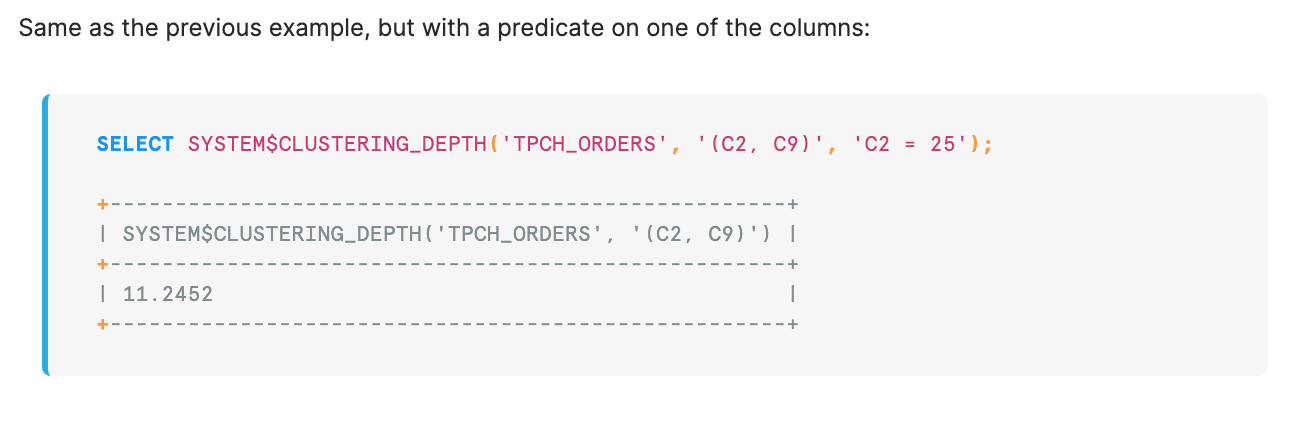 Same as the previous example, but with a predicate on one of the columns:
SELECT SYSTEM$CLUSTERING_DEPTH('TPCH_ORDERS', '(C2, C9)', 'C2 = 25');
+----------------------------------------------------+
| SYSTEM$CLUSTERING_DEPTH('TPCH_ORDERS', '(C2, C9)') |
+----------------------------------------------------+
| 11.2452                                            |
+----------------------------------------------------+